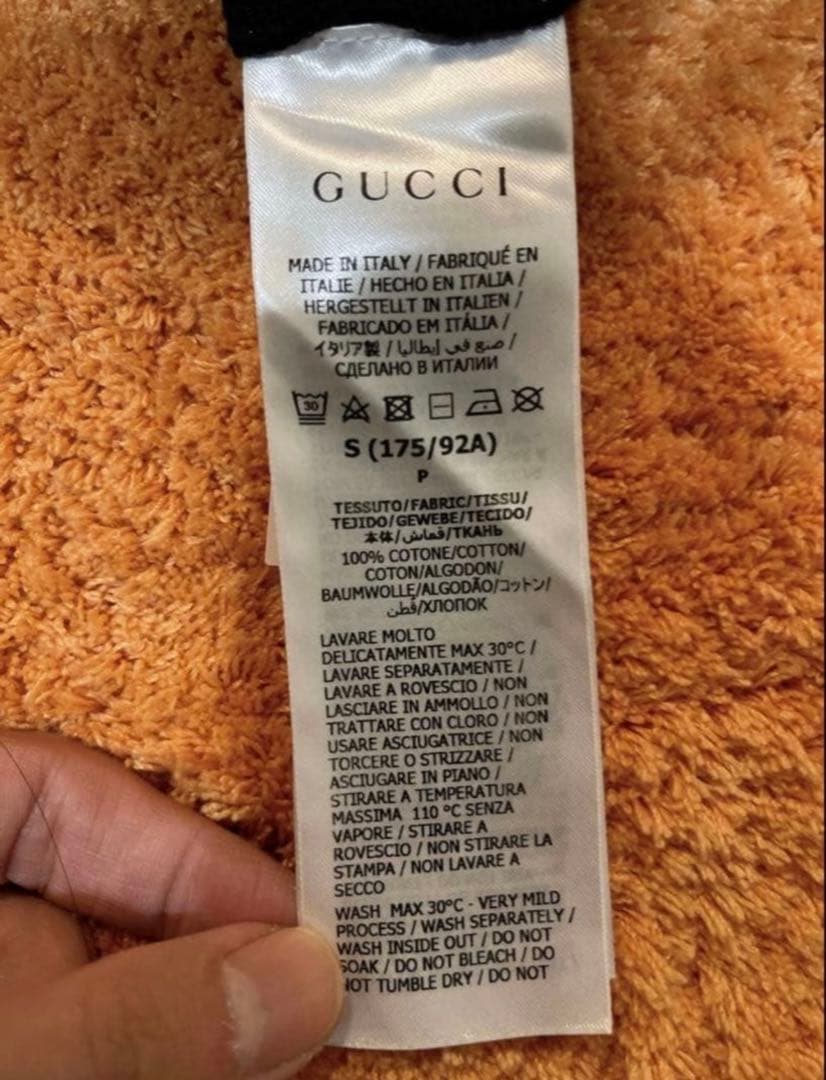 GUCCI
MADE IN ITALY / FABRIQUÉ EN
ITALIE / HECHO EN ITALIA /
HERGESTELLT IN ITALIEN /
FABRICADO EM ITÁLIA /
イタリア製 / صنع في إيطاليا /
СДЕЛАНО В ИТАЛИИ
30
S (175/92A)
P
TESSUTO/FABRIC/TISSU/
TEJIDO/GEWEBE/TECIDO/
本体/قماش/ТКАНЬ
100% COTONE/COTTON/
COTON/ALGODON/
BAUMWOLLE/ALGODÃO/コットン/
قطن/ХЛОПОК
LAVARE MOLTO
DELICATAMENTE MAX 30°C /
LAVARE SEPARATAMENTE /
LAVARE A ROVESCIO / NON
LASCIARE IN AMMOLLO / NON
TRATTARE CON CLORO / NON
USARE ASCIUGATRICE / NON
TORCERE O STRIZZARE /
ASCIUGARE IN PIANO /
STIRARE A TEMPERATURA
MASSIMA 110 °C SENZA
VAPORE / STIRARE A
ROVESCIO / NON STIRARE LA
STAMPA / NON LAVARE A
SECCO
WASH MAX 30°C - VERY MILD
PROCESS / WASH SEPARATELY /
WASH INSIDE OUT / DO NOT
SOAK / DO NOT BLEACH / DO
NOT TUMBLE DRY / DO NOT